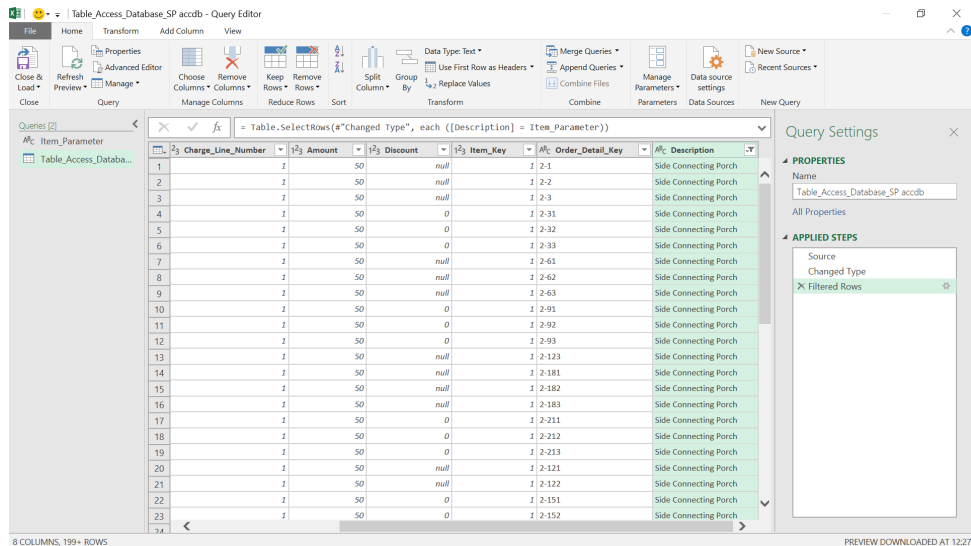 Table_Access_Database_SP accdb - Query Editor
File Home Transform Add Column View
Close & Load Refresh Preview Properties Advanced Editor Manage Choose Columns Remove Columns Keep Rows Remove Rows Split Column Group By Data Type: Text Use First Row as Headers Replace Values Merge Queries Append Queries Combine Files Manage Parameters Data source settings New Source Recent Sources
Close Query Manage Columns Reduce Rows Sort Transform Combine Parameters Data Sources New Query
Queries [2]
Item_Parameter
Table_Access_Databa...
= Table.SelectRows(#"Changed Type", each ([Description] = Item_Parameter))
Charge_Line_Number Amount Discount Item_Key Order_Detail_Key Description
1 1 50 null 1 2-1 Side Connecting Porch
2 1 50 null 1 2-2 Side Connecting Porch
3 1 50 null 1 2-3 Side Connecting Porch
4 1 50 0 1 2-31 Side Connecting Porch
5 1 50 0 1 2-32 Side Connecting Porch
6 1 50 0 1 2-33 Side Connecting Porch
7 1 50 null 1 2-61 Side Connecting Porch
8 1 50 null 1 2-62 Side Connecting Porch
9 1 50 null 1 2-63 Side Connecting Porch
10 1 50 0 1 2-91 Side Connecting Porch
11 1 50 0 1 2-92 Side Connecting Porch
12 1 50 0 1 2-93 Side Connecting Porch
13 1 50 null 1 2-123 Side Connecting Porch
14 1 50 null 1 2-181 Side Connecting Porch
15 1 50 null 1 2-182 Side Connecting Porch
16 1 50 null 1 2-183 Side Connecting Porch
17 1 50 0 1 2-211 Side Connecting Porch
18 1 50 0 1 2-212 Side Connecting Porch
19 1 50 0 1 2-213 Side Connecting Porch
20 1 50 null 1 2-121 Side Connecting Porch
21 1 50 null 1 2-122 Side Connecting Porch
22 1 50 0 1 2-151 Side Connecting Porch
23 1 50 0 1 2-152 Side Connecting Porch
24
Query Settings
PROPERTIES
Name
Table_Access_Database_SP accdb
All Properties
APPLIED STEPS
Source
Changed Type
Filtered Rows
8 COLUMNS, 199+ ROWS
PREVIEW DOWNLOADED AT 12:27